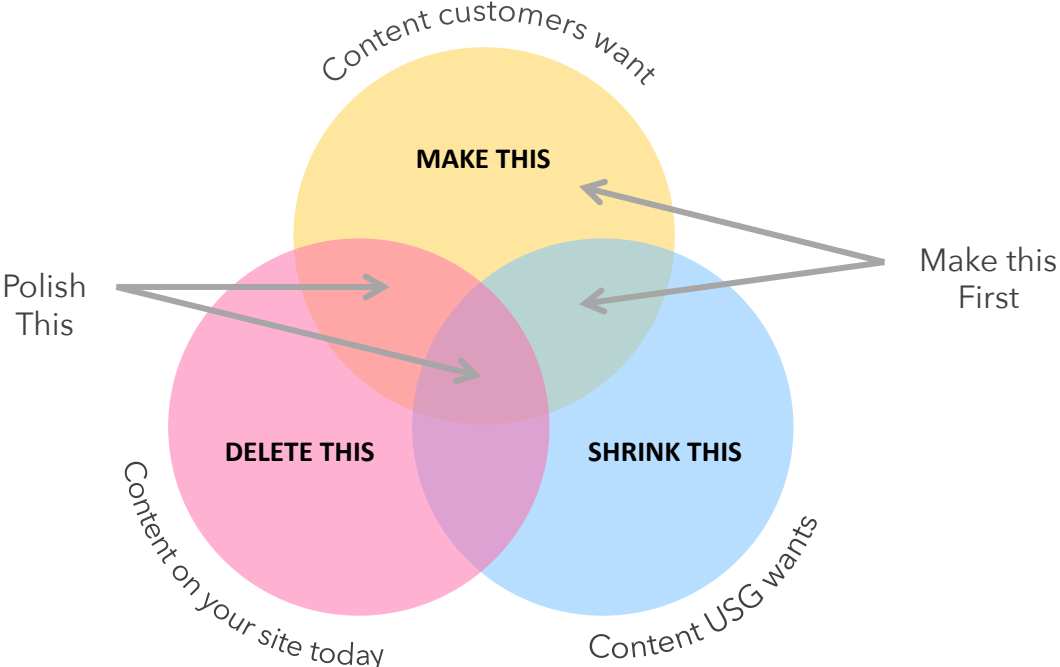 Content customers want
MAKE THIS
Polish
This
Make this
First
DELETE THIS
SHRINK THIS
Content on your site today
Content USG wants